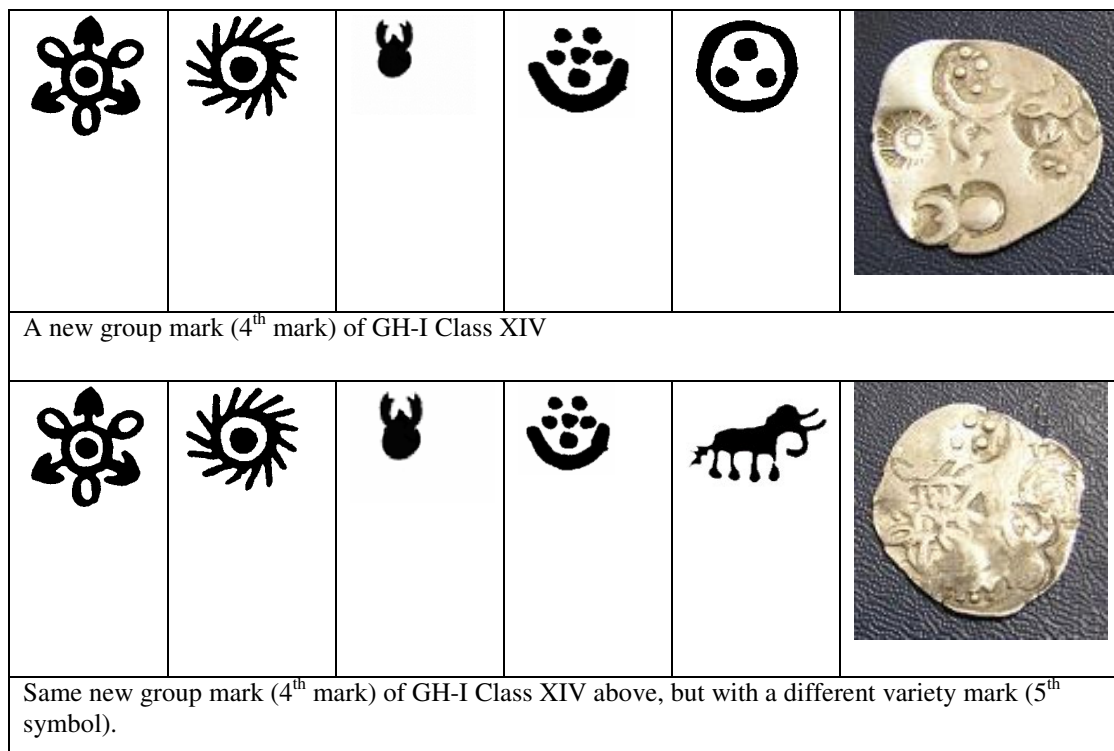 A new group mark (4th mark) of GH-I Class XIV
Same new group mark (4th mark) of GH-I Class XIV above, but with a different variety mark (5th
symbol).